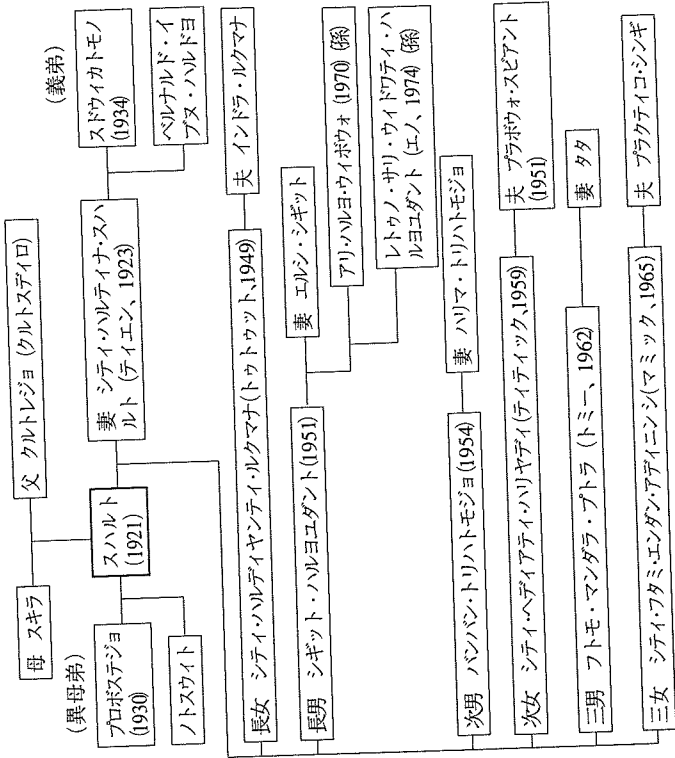 母 スキラ
父 クルトレジョ (クルトスディロ)
(異母弟)
プロボステジョ
(1930)
ノトスウィト
スハルト
(1921)
妻 シティ・ハルティナ・スハ
ルト (ティエン、1923)
(義弟)
スドウィカトモノ
(1934)
ベルナルド・イ
ブヌ・ハルドヨ
長女 シティ・ハルディヤンティ・ルクマナ(トゥトゥット、1949)
夫 インドラ・ルクマナ
長男 シギット・ハルヨユダント(1951)
妻 エルシ・シギット
アリ・ハルヨ・ウィボウォ (1970) (孫)
レトゥノ・サリ・ウィドワティ・ハ
ルヨユダント (エノ、1974) (孫)
次男 バンバン・トリハトモジョ(1954)
妻 ハリマ・トリハトモジョ
次女 シティ・ヘディアティ・ハリヤディ(ティティック、1959)
夫 プラボウォ・スビアント
(1951)
三男 フトモ・マンダラ・プトラ (トミー、1962)
妻 タタ
三女 シティ・フタミ・エンダン・アディニンシ(マミック、1965)
夫 プラクティコ・シンギ